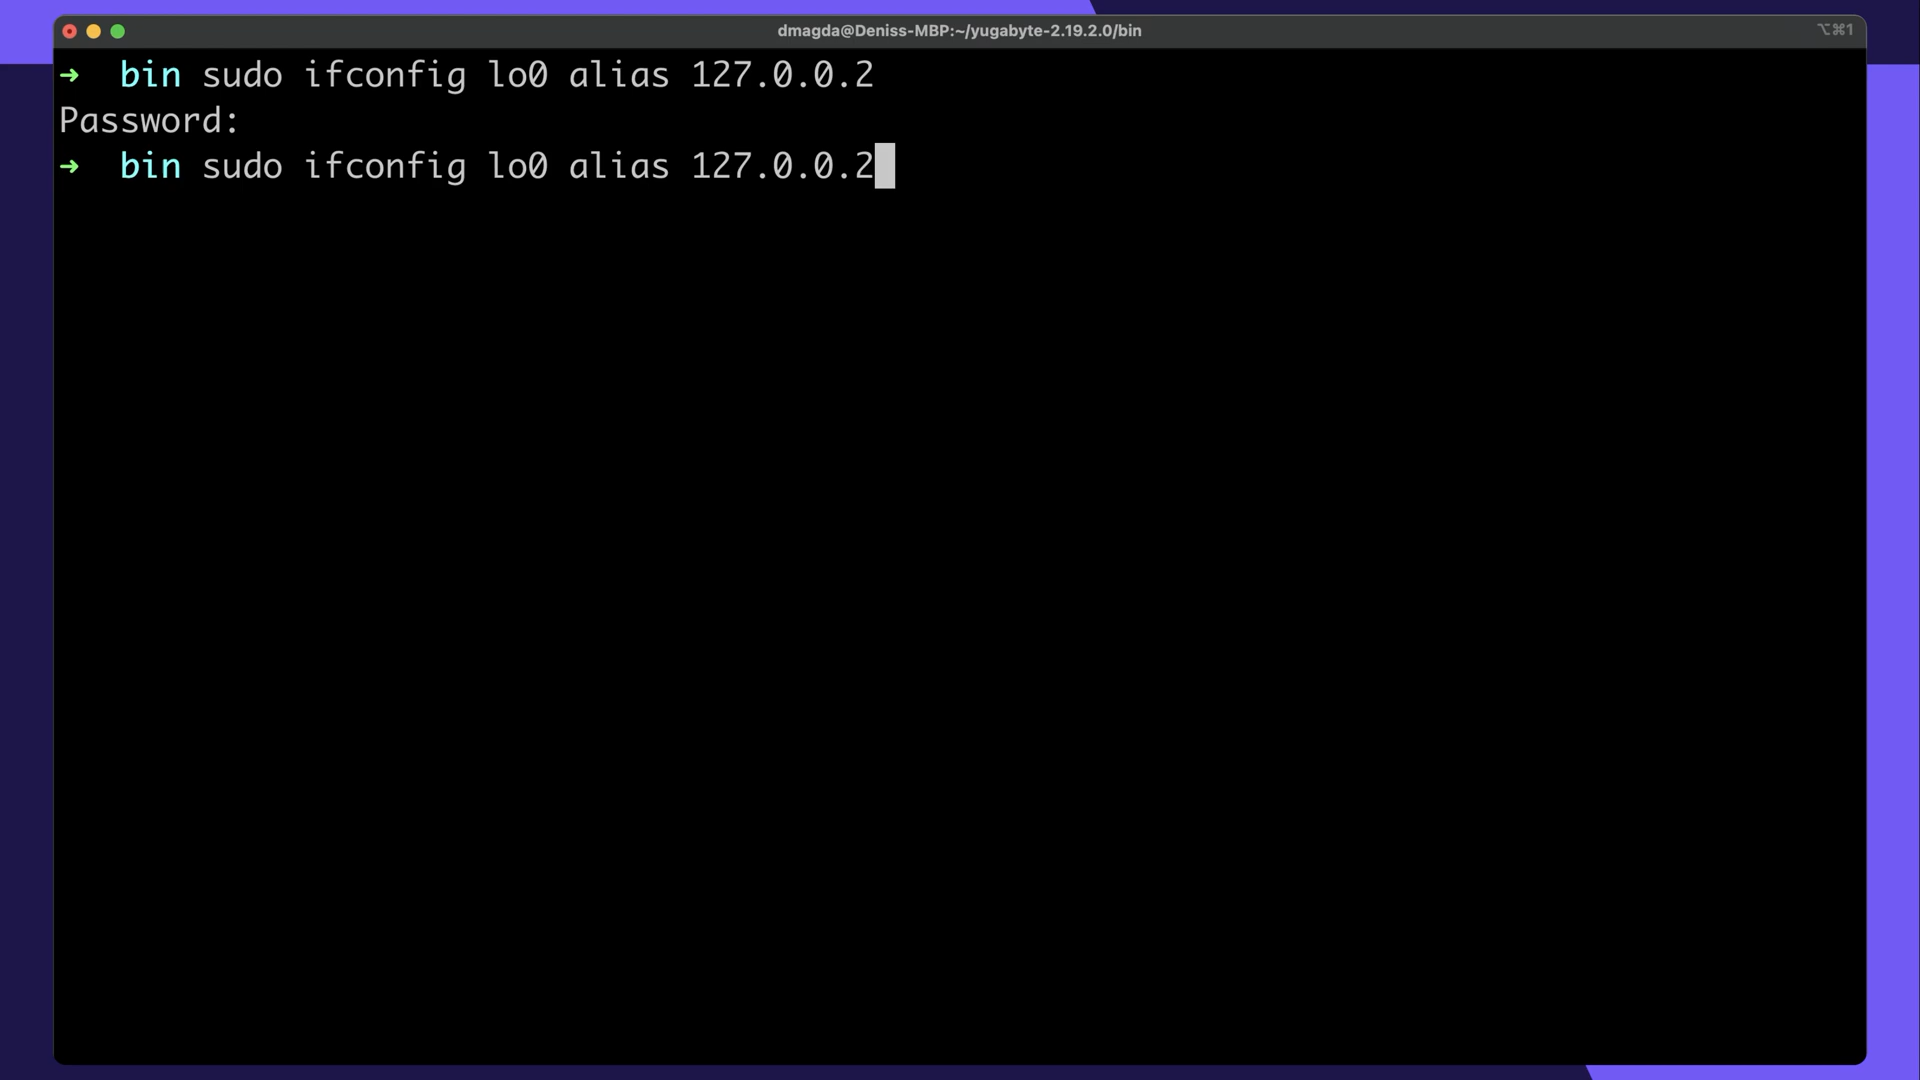 dmagda@Deniss-MBP:~/yugabyte-2.19.2.0/bin
⌥⌘1
➜ bin sudo ifconfig lo0 alias 127.0.0.2
Password:
➜ bin sudo ifconfig lo0 alias 127.0.0.2